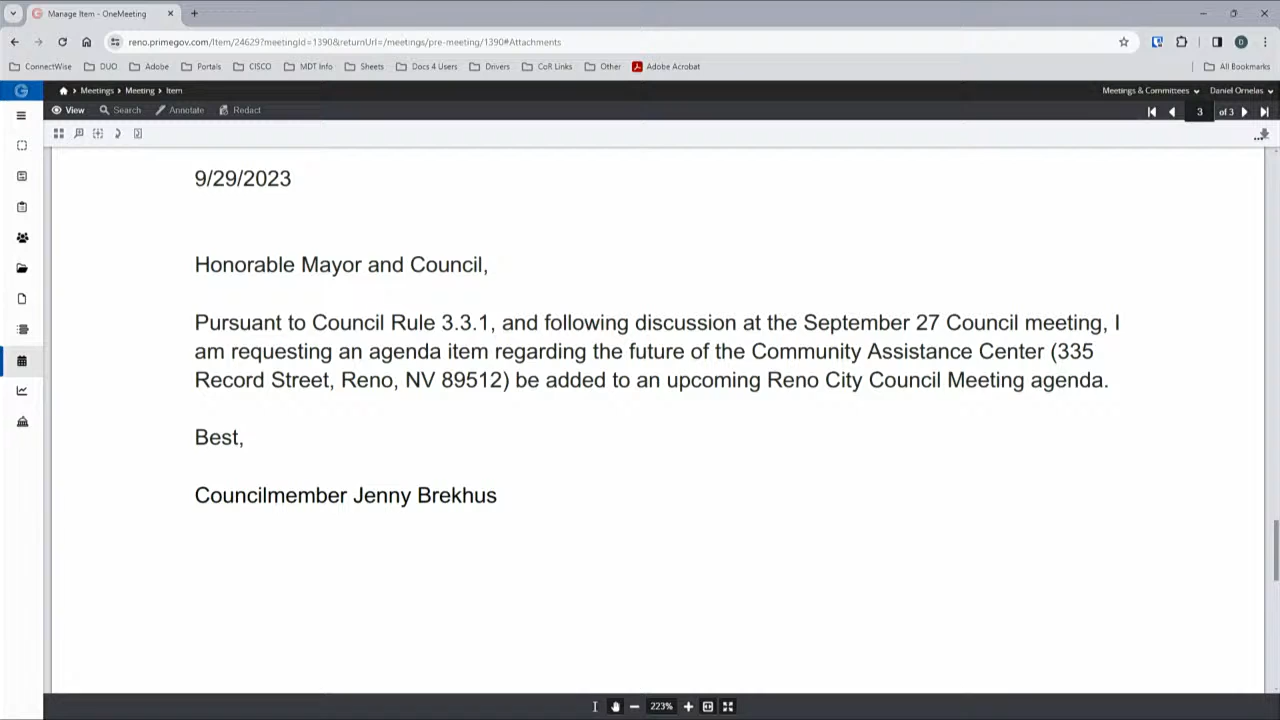 Manage Item - OneMeeting
reno.primegov.com/Item/24629?meetingId=1390&returnUrl=/meetings/pre-meeting/1390#Attachments
ConnectWise DUO Adobe Portals CISCO MDT Info Sheets Docs 4 Users Drivers CoR Links Other Adobe Acrobat All Bookmarks
Meetings Meeting Item Meetings & Committees Daniel Ornelas
View Search Annotate Redact 3 of 3
9/29/2023
Honorable Mayor and Council,
Pursuant to Council Rule 3.3.1, and following discussion at the September 27 Council meeting, I
am requesting an agenda item regarding the future of the Community Assistance Center (335
Record Street, Reno, NV 89512) be added to an upcoming Reno City Council Meeting agenda.
Best,
Councilmember Jenny Brekhus
223%